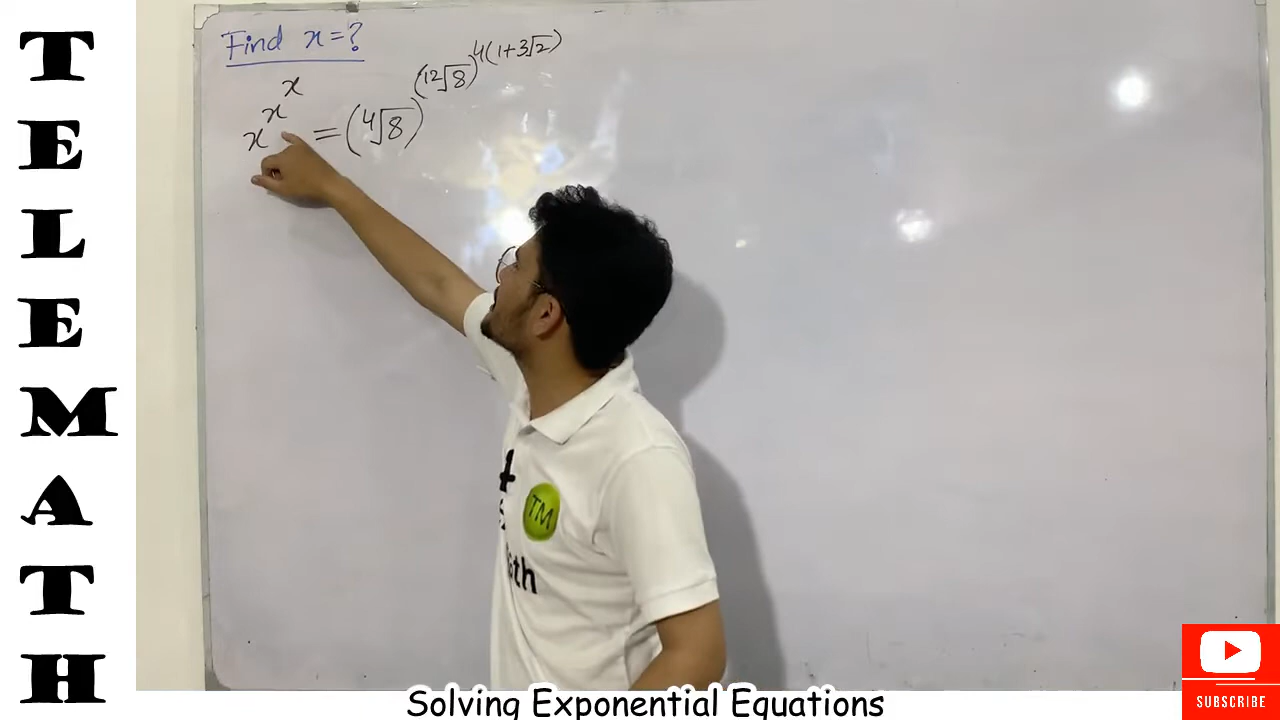 TELEMATH
Find x=?
x^x^x = (⁴√8)^(¹²√8)^4(1+3√2)
TM
Solving Exponential Equations
SUBSCRIBE